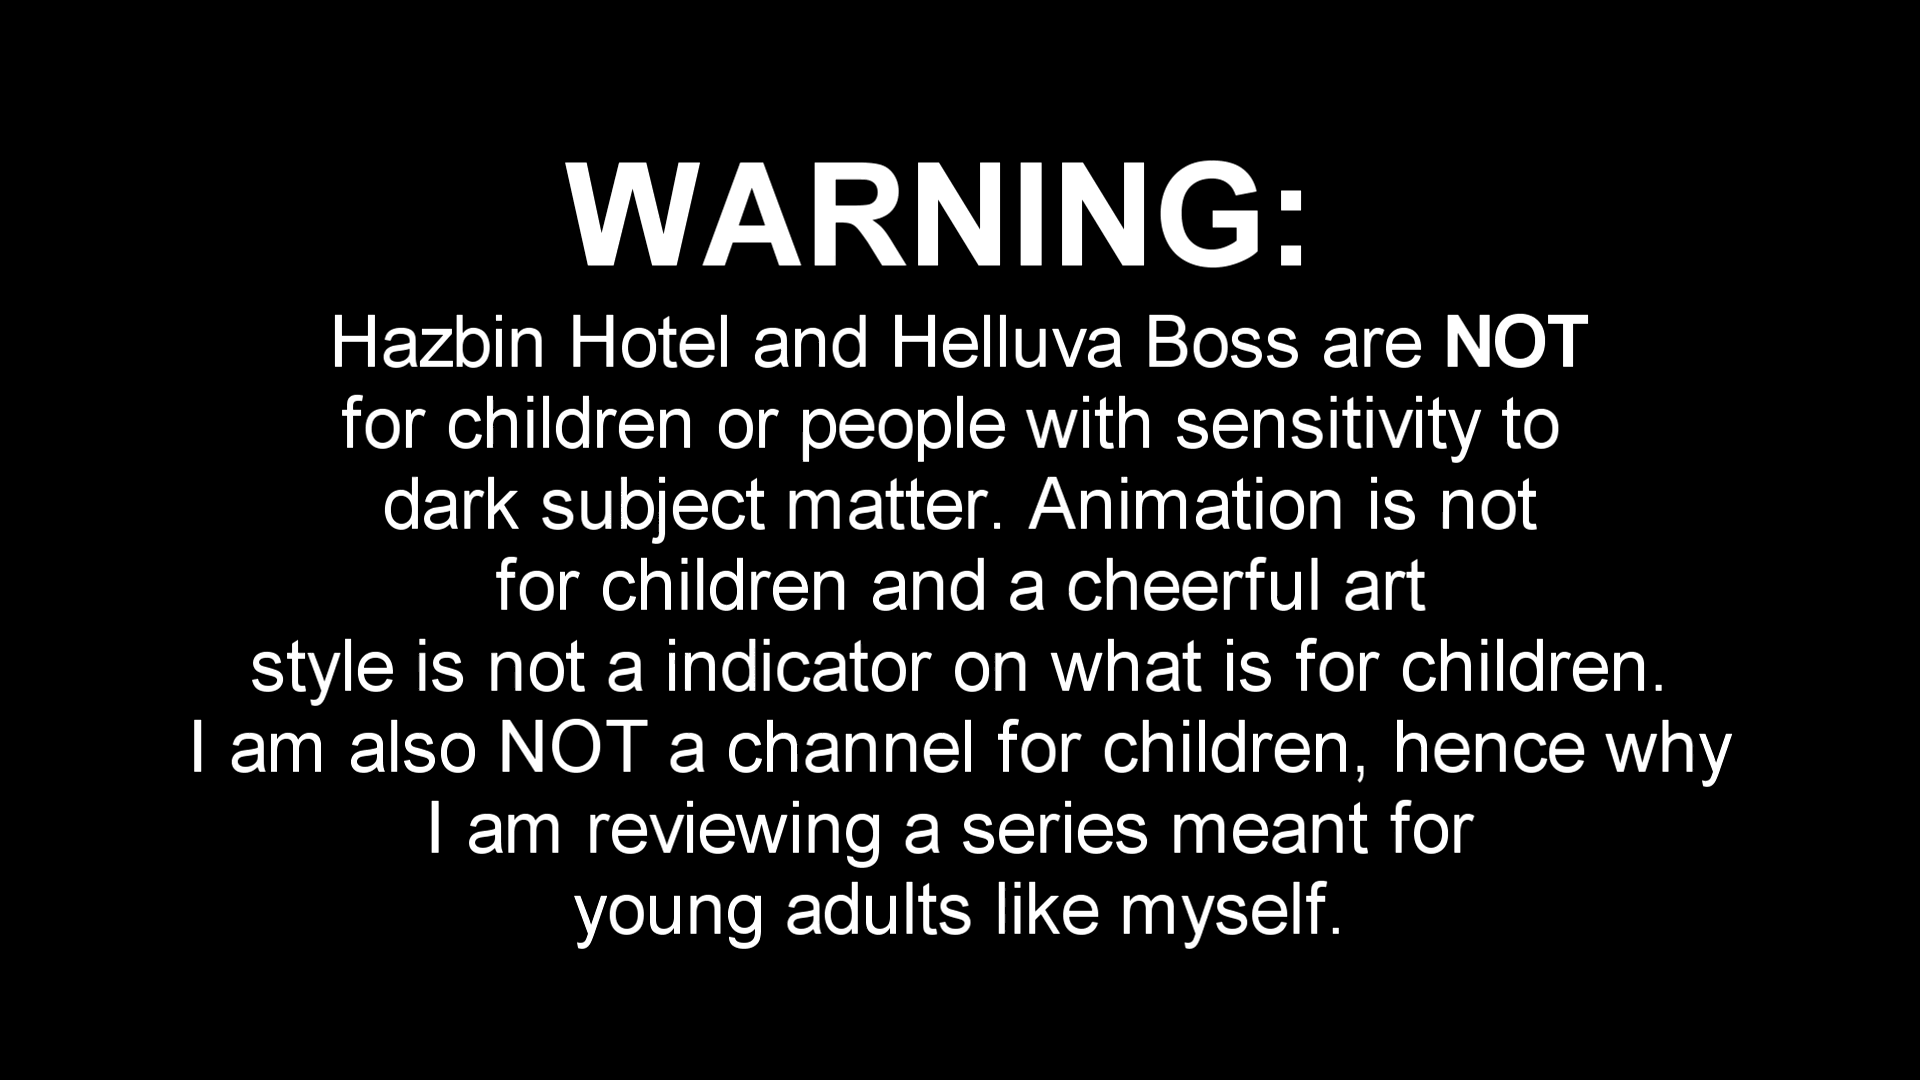 WARNING:
Hazbin Hotel and Helluva Boss are NOT
for children or people with sensitivity to
dark subject matter. Animation is not
for children and a cheerful art
style is not a indicator on what is for children.
I am also NOT a channel for children, hence why
I am reviewing a series meant for
young adults like myself.